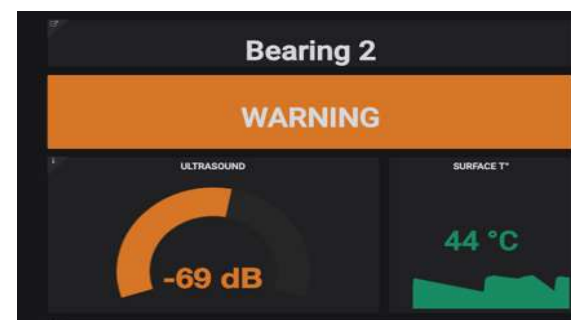 Bearing 2
WARNING
ULTRASOUND
SURFACE T°
-69 dB
44 °C